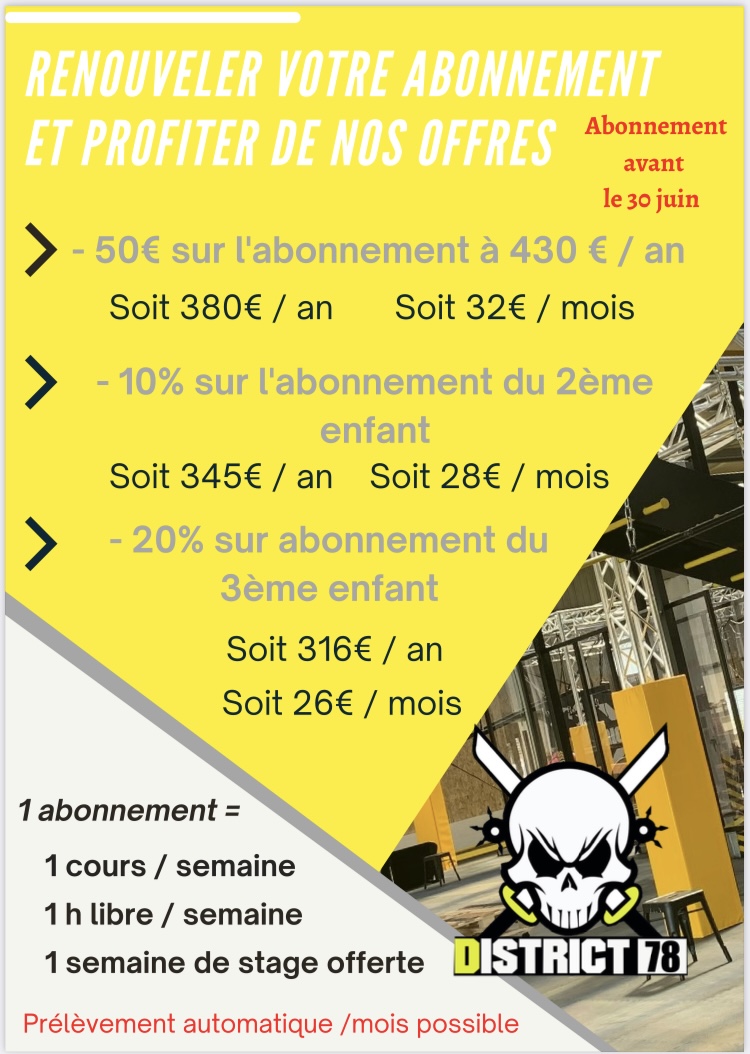 RENOUVELER VOTRE ABONNEMENT
ET PROFITER DE NOS OFFRES
Abonnement
avant
le 30 juin
- 50€ sur l'abonnement à 430 € / an
Soit 380€ / an Soit 32€ / mois
- 10% sur l'abonnement du 2ème
enfant
Soit 345€ / an Soit 28€ / mois
- 20% sur abonnement du
3ème enfant
Soit 316€ / an
Soit 26€ / mois
1 abonnement =
1 cours / semaine
1 h libre / semaine
1 semaine de stage offerte
DISTRICT 78
Prélèvement automatique /mois possible